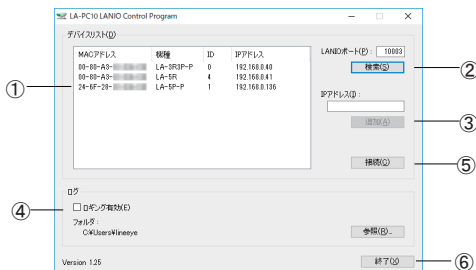 LA-PC10 LANIO Control Program
デバイスリスト(D)
MACアドレス 機種 ID IPアドレス
00-80-A3- LA-3R3P-P 0 192.168.0.40
00-80-A3- LA-5R 4 192.168.0.41
24-6F-28- LA-5P-P 1 192.168.0.136
LANIOポート(P): 10003
検索(S)
IPアドレス(I):
追加(A)
接続(C)
ログ
ロギング有効(E)
フォルダ:
C:¥Users¥lineeye
参照(R)...
Version 1.25
終了(X)
①
②
③
④
⑤
⑥